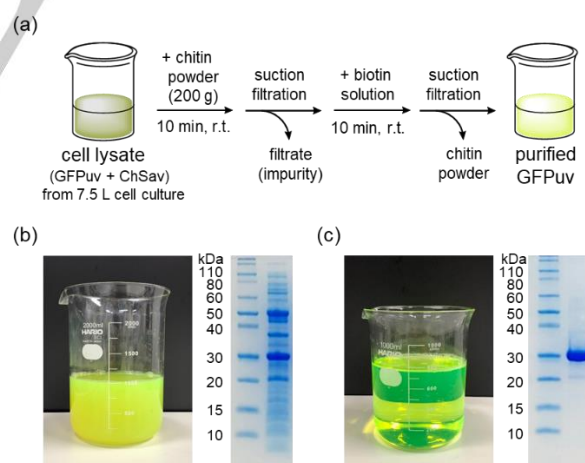 (a)
+ chitin
powder
(200 g)
10 min, r.t.
suction
filtration
filtrate
(impurity)
+ biotin
solution
10 min, r.t.
suction
filtration
chitin
powder
cell lysate
(GFPuv + ChSav)
from 7.5 L cell culture
purified
GFPuv
(b)
2000ml
HARIO
2000
1500
kDa
110
80
60
50
40
30
20
15
10
(c)
1000ml
HARIO
kDa
110
80
60
50
40
30
20
15
10